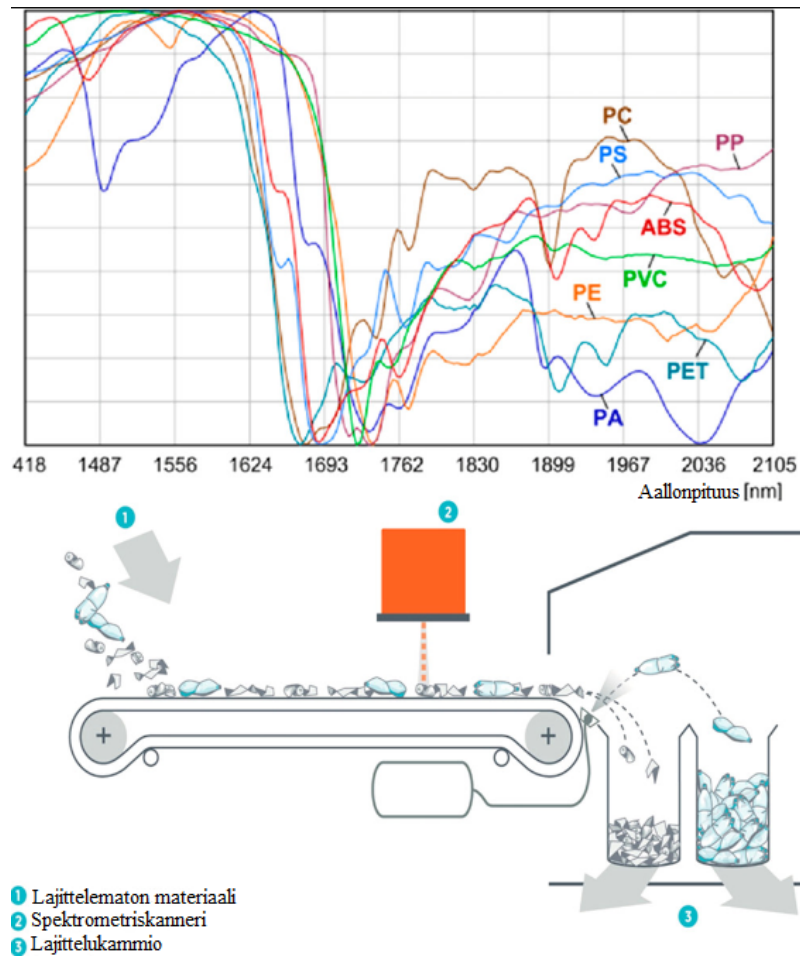 PC
PP
PS
ABS
PVC
PE
PET
PA
418 1487 1556 1624 1693 1762 1830 1899 1967 2036 2105
Aallonpituus [nm]
1
2
3
1 Lajittelematon materiaali
2 Spektrometriskanneri
3 Lajittelukammio